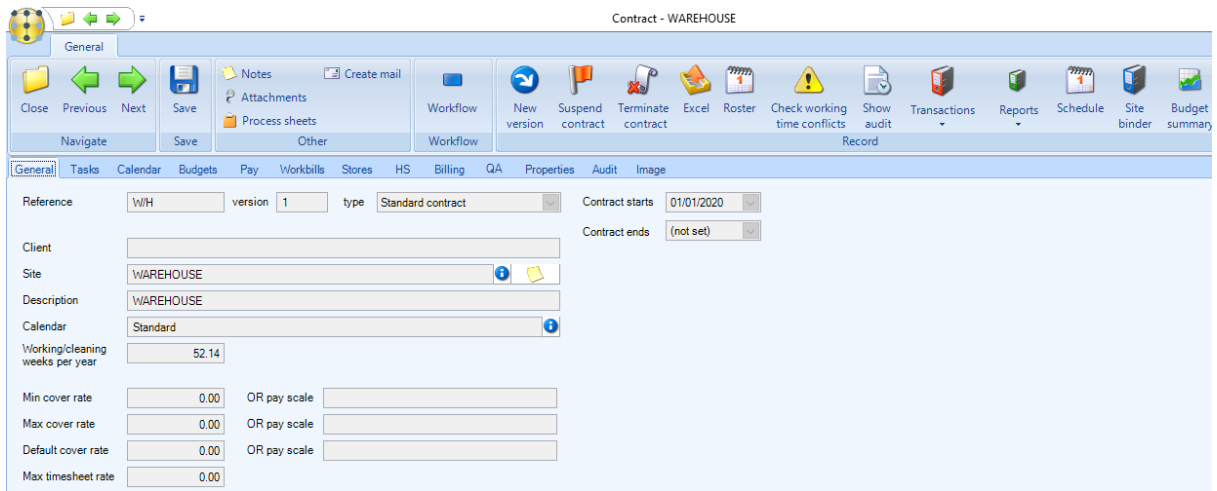 Contract - WAREHOUSE
General
Notes
Create mail
Attachments
Process sheets
Close Previous Next
Save
Workflow
New version
Suspend contract
Terminate contract
Excel
Roster
Check working time conflicts
Show audit
Transactions
Reports
Schedule
Site binder
Budget summary
Navigate Save Other Workflow Record
General Tasks Calendar Budgets Pay Workbills Stores HS Billing QA Properties Audit Image
Reference W/H version 1 type Standard contract Contract starts 01/01/2020
Contract ends (not set)
Client
Site WAREHOUSE
Description WAREHOUSE
Calendar Standard
Working/cleaning
weeks per year 52.14
Min cover rate 0.00 OR pay scale
Max cover rate 0.00 OR pay scale
Default cover rate 0.00 OR pay scale
Max timesheet rate 0.00